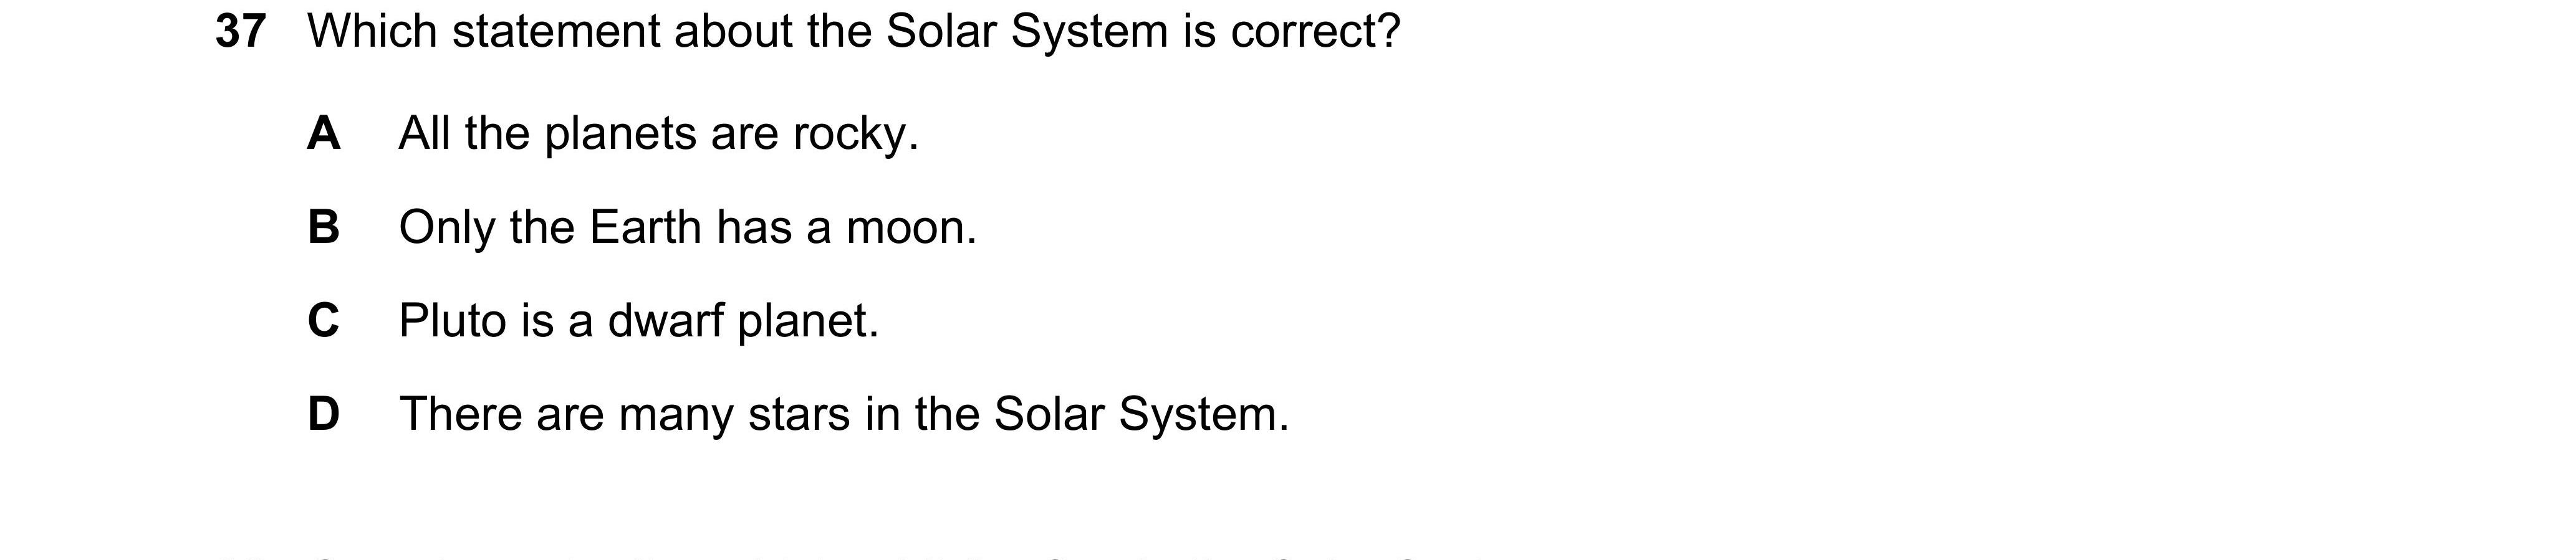 37 Which statement about the Solar System is correct?
A All the planets are rocky.
B Only the Earth has a moon.
C Pluto is a dwarf planet.
D There are many stars in the Solar System.